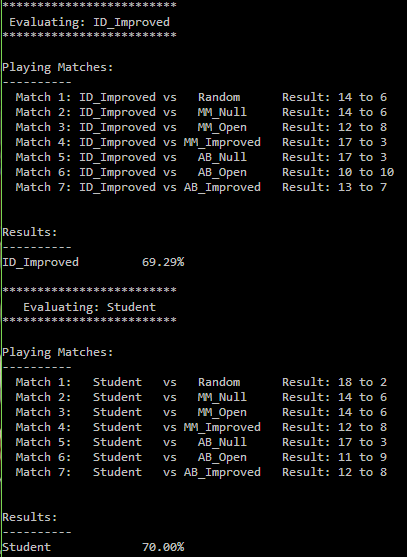 *************************
Evaluating: ID_Improved
*************************
Playing Matches:
----------
Match 1: ID_Improved vs Random Result: 14 to 6
Match 2: ID_Improved vs MM_Null Result: 14 to 6
Match 3: ID_Improved vs MM_Open Result: 12 to 8
Match 4: ID_Improved vs MM_Improved Result: 17 to 3
Match 5: ID_Improved vs AB_Null Result: 17 to 3
Match 6: ID_Improved vs AB_Open Result: 10 to 10
Match 7: ID_Improved vs AB_Improved Result: 13 to 7
Results:
----------
ID_Improved 69.29%
*************************
Evaluating: Student
*************************
Playing Matches:
----------
Match 1: Student vs Random Result: 18 to 2
Match 2: Student vs MM_Null Result: 14 to 6
Match 3: Student vs MM_Open Result: 14 to 6
Match 4: Student vs MM_Improved Result: 12 to 8
Match 5: Student vs AB_Null Result: 17 to 3
Match 6: Student vs AB_Open Result: 11 to 9
Match 7: Student vs AB_Improved Result: 12 to 8
Results:
----------
Student 70.00%